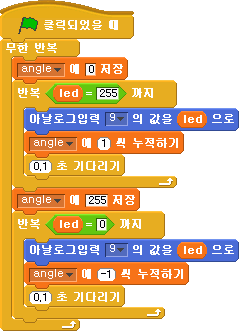 클릭되었을 때
무한 반복
angle 에 0 저장
반복 led = 255 까지
아날로그입력 9 의 값을 led 으로
angle 에 1 씩 누적하기
0.1 초 기다리기
angle 에 255 저장
반복 led = 0 까지
아날로그입력 9 의 값을 led 으로
angle 에 -1 씩 누적하기
0.1 초 기다리기